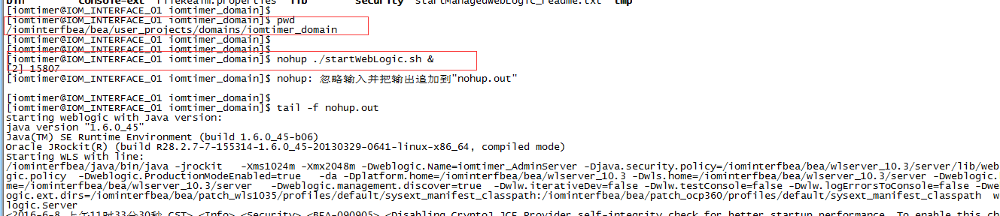 bin        console-ext  fileRealm.properties  lib        security  startManagedWebLogic_readme.txt  tmp
[iomtimer@IOM_INTERFACE_01 iomtimer_domain]$
[iomtimer@IOM_INTERFACE_01 iomtimer_domain]$ pwd
/iominterfbea/bea/user_projects/domains/iomtimer_domain
[iomtimer@IOM_INTERFACE_01 iomtimer_domain]$
[iomtimer@IOM_INTERFACE_01 iomtimer_domain]$
[iomtimer@IOM_INTERFACE_01 iomtimer_domain]$ nohup ./startWebLogic.sh &
[2] 15807
[iomtimer@IOM_INTERFACE_01 iomtimer_domain]$ nohup: 忽略输入并把输出追加到"nohup.out"
[iomtimer@IOM_INTERFACE_01 iomtimer_domain]$
[iomtimer@IOM_INTERFACE_01 iomtimer_domain]$ tail -f nohup.out
starting weblogic with Java version:
java version "1.6.0_45"
Java(TM) SE Runtime Environment (build 1.6.0_45-b06)
Oracle JRockit(R) (build R28.2.7-7-155314-1.6.0_45-20130329-0641-linux-x86_64, compiled mode)
Starting WLS with line:
/iominterfbea/java/bin/java -jrockit   -Xms1024m -Xmx2048m -Dweblogic.Name=iomtimer_AdminServer -Djava.security.policy=/iominterfbea/bea/wlserver_10.3/server/lib/web
gic.policy  -Dweblogic.ProductionModeEnabled=true   -da -Dplatform.home=/iominterfbea/bea/wlserver_10.3 -Dwls.home=/iominterfbea/bea/wlserver_10.3/server -Dweblogic.
me=/iominterfbea/bea/wlserver_10.3/server   -Dweblogic.management.discover=true  -Dwlw.iterativeDev=false -Dwlw.testConsole=false -Dwlw.logErrorsToConsole=false -Dwe
ogic.ext.dirs=/iominterfbea/bea/patch_wls1035/profiles/default/sysext_manifest_classpath:/iominterfbea/bea/patch_ocp360/profiles/default/sysext_manifest_classpath  w
logic.Server
<2016-6-8 上午11时33分30秒 CST> <Info> <Security> <BEA-090905> <Disabling CryptoJ JCE Provider self-integrity check for better startup performance. To enable this ch